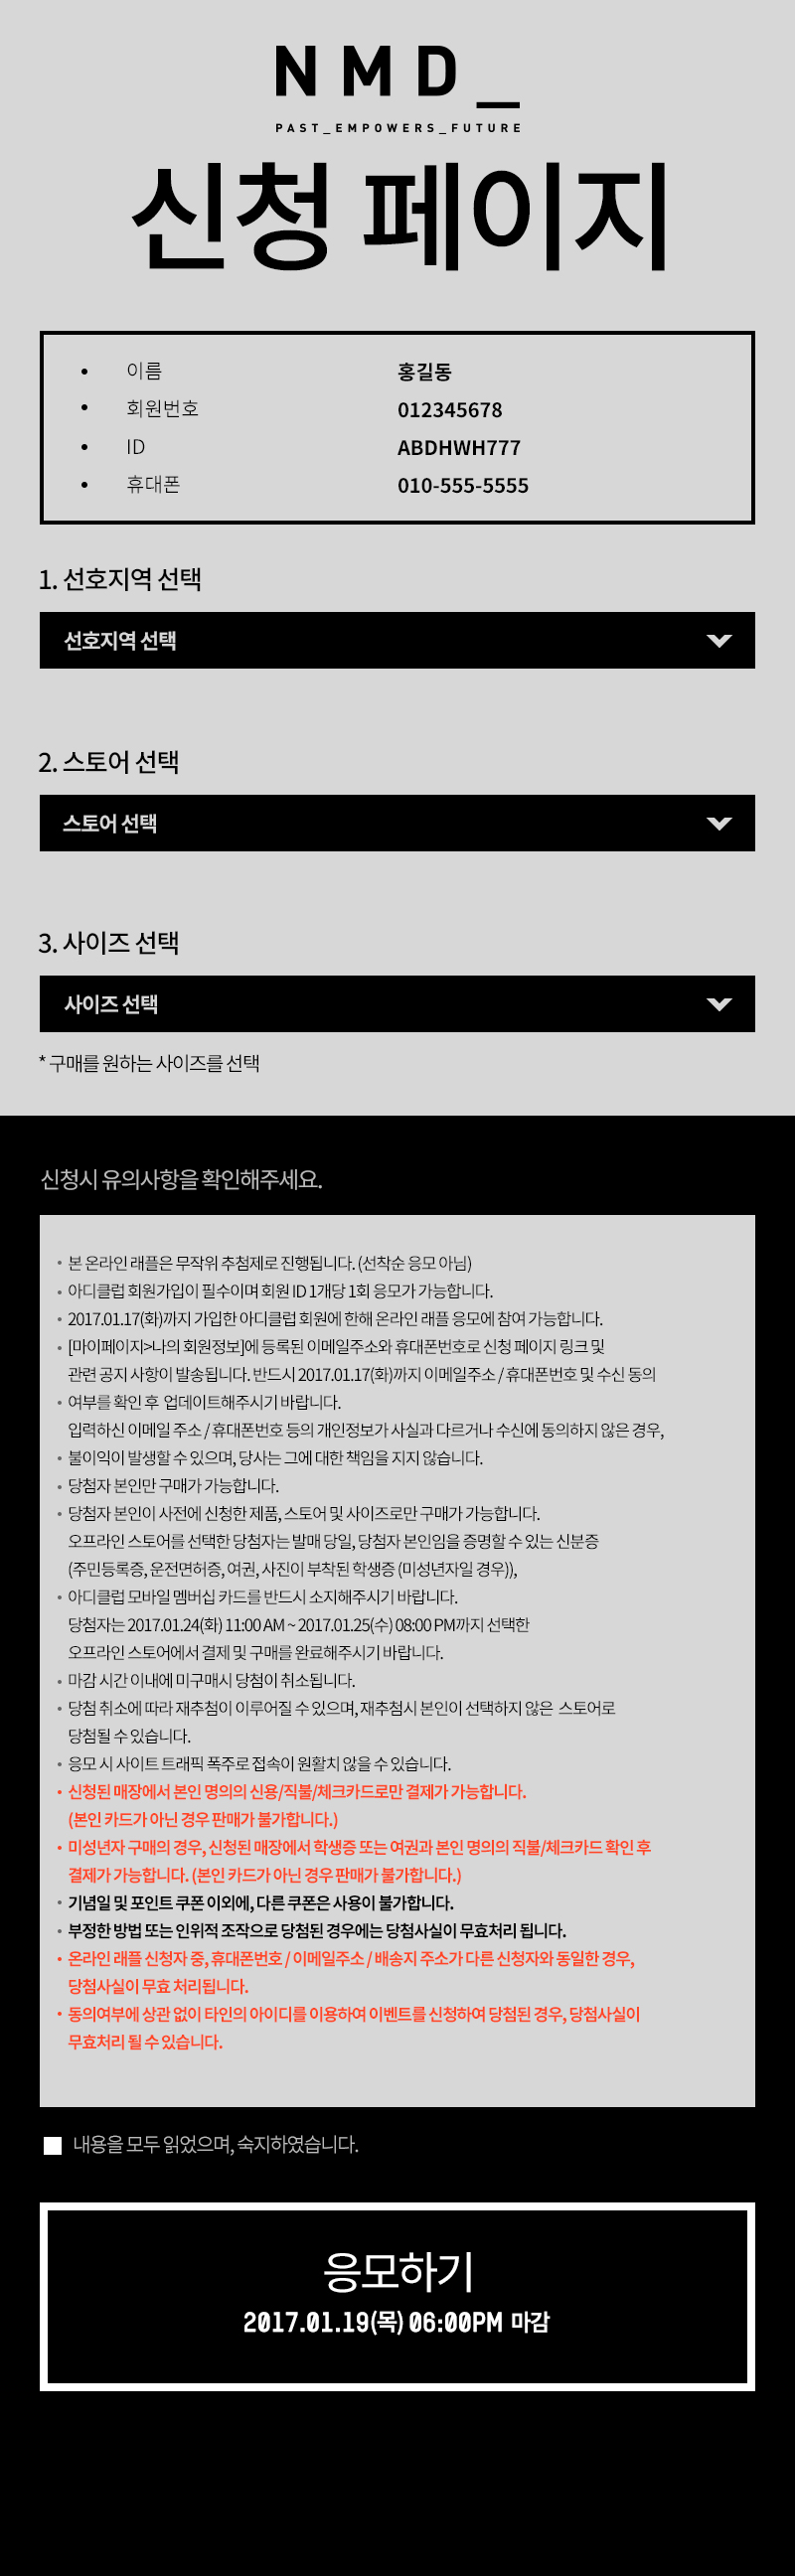 NMD_
PAST_EMPOWERS_FUTURE
신청 페이지
• 이름 홍길동
• 회원번호 012345678
• ID ABDHWH777
• 휴대폰 010-555-5555
1. 선호지역 선택
선호지역 선택
2. 스토어 선택
스토어 선택
3. 사이즈 선택
사이즈 선택
* 구매를 원하는 사이즈를 선택
신청시 유의사항을 확인해주세요.
• 본 온라인 래플은 무작위 추첨제로 진행됩니다. (선착순 응모 아님)
• 아디클럽 회원가입이 필수이며 회원 ID 1개당 1회 응모가 가능합니다.
• 2017.01.17(화)까지 가입한 아디클럽 회원에 한해 온라인 래플 응모에 참여 가능합니다.
• [마이페이지>나의 회원정보]에 등록된 이메일주소와 휴대폰번호로 신청 페이지 링크 및
관련 공지 사항이 발송됩니다. 반드시 2017.01.17(화)까지 이메일주소 / 휴대폰번호 및 수신 동의
• 여부를 확인 후 업데이트해주시기 바랍니다.
입력하신 이메일 주소 / 휴대폰번호 등의 개인정보가 사실과 다르거나 수신에 동의하지 않은 경우,
• 불이익이 발생할 수 있으며, 당사는 그에 대한 책임을 지지 않습니다.
• 당첨자 본인만 구매가 가능합니다.
• 당첨자 본인이 사전에 신청한 제품, 스토어 및 사이즈로만 구매가 가능합니다.
오프라인 스토어를 선택한 당첨자는 발매 당일, 당첨자 본인임을 증명할 수 있는 신분증
(주민등록증, 운전면허증, 여권, 사진이 부착된 학생증 (미성년자일 경우)),
• 아디클럽 모바일 멤버십 카드를 반드시 소지해주시기 바랍니다.
당첨자는 2017.01.24(화) 11:00 AM ~ 2017.01.25(수) 08:00 PM까지 선택한
오프라인 스토어에서 결제 및 구매를 완료해주시기 바랍니다.
• 마감 시간 이내에 미구매시 당첨이 취소됩니다.
• 당첨 취소에 따라 재추첨이 이루어질 수 있으며, 재추첨시 본인이 선택하지 않은 스토어로
당첨될 수 있습니다.
• 응모 시 사이트 트래픽 폭주로 접속이 원활치 않을 수 있습니다.
• 신청된 매장에서 본인 명의의 신용/직불/체크카드로만 결제가 가능합니다.
(본인 카드가 아닌 경우 판매가 불가합니다.)
• 미성년자 구매의 경우, 신청된 매장에서 학생증 또는 여권과 본인 명의의 직불/체크카드 확인 후
결제가 가능합니다. (본인 카드가 아닌 경우 판매가 불가합니다.)
• 기념일 및 포인트 쿠폰 이외에, 다른 쿠폰은 사용이 불가합니다.
• 부정한 방법 또는 인위적 조작으로 당첨된 경우에는 당첨사실이 무효처리 됩니다.
• 온라인 래플 신청자 중, 휴대폰번호 / 이메일주소 / 배송지 주소가 다른 신청자와 동일한 경우,
당첨사실이 무효 처리됩니다.
• 동의여부에 상관 없이 타인의 아이디를 이용하여 이벤트를 신청하여 당첨된 경우, 당첨사실이
무효처리 될 수 있습니다.
내용을 모두 읽었으며, 숙지하였습니다.
응모하기
2017.01.19(목) 06:00PM 마감